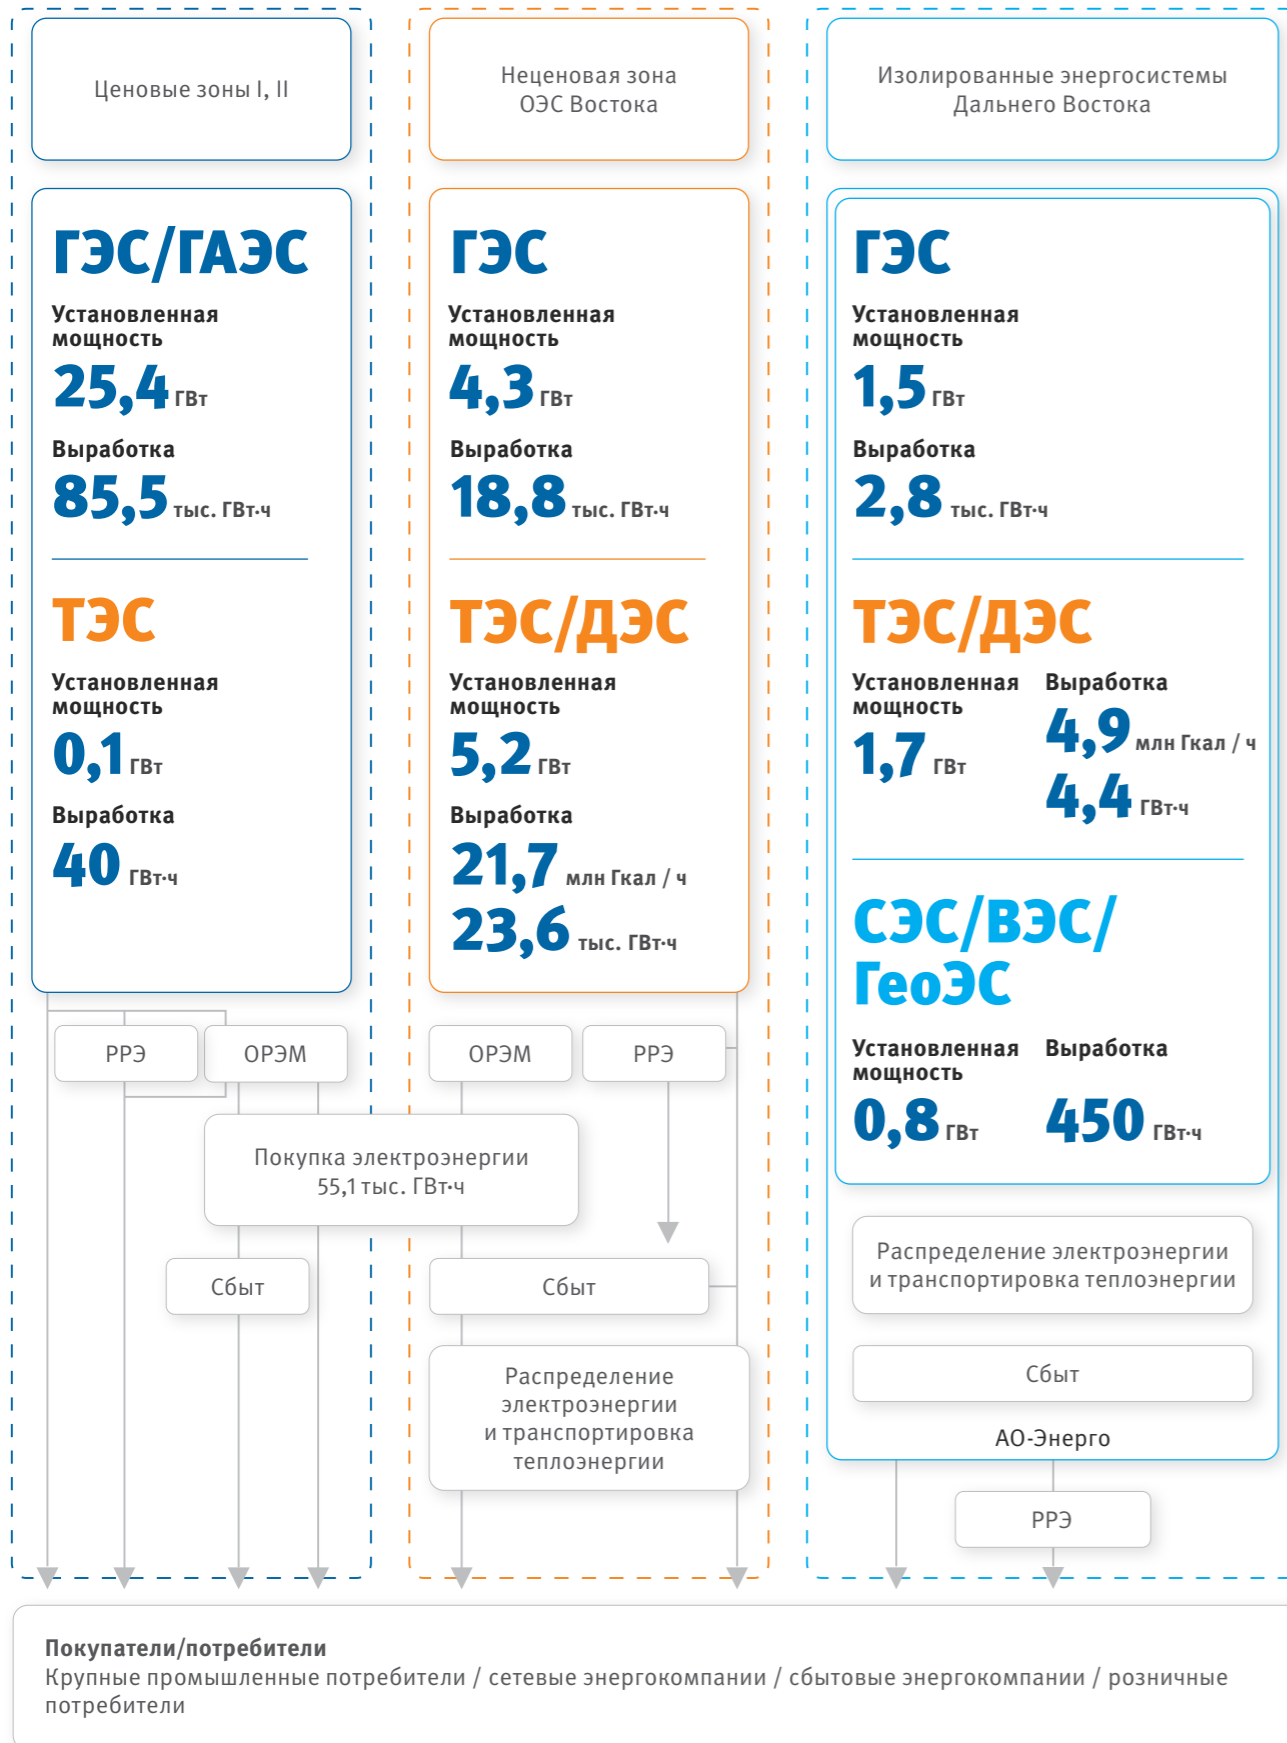 Ценовые зоны I, II
Неценовая зона
ОЭС Востока
Изолированные энергосистемы
Дальнего Востока
ГЭС/ГАЭС
Установленная
мощность
25,4 ГВт
Выработка
85,5 тыс. ГВт·ч
ТЭС
Установленная
мощность
0,1 ГВт
Выработка
40 ГВт·ч
РРЭ
ОРЭМ
ГЭС
Установленная
мощность
4,3 ГВт
Выработка
18,8 тыс. ГВт·ч
ТЭС/ДЭС
Установленная
мощность
5,2 ГВт
Выработка
21,7 млн Гкал / ч
23,6 тыс. ГВт·ч
ОРЭМ
РРЭ
Покупка электроэнергии
55,1 тыс. ГВт·ч
Сбыт
Сбыт
Распределение
электроэнергии
и транспортировка
теплоэнергии
ГЭС
Установленная
мощность
1,5 ГВт
Выработка
2,8 тыс. ГВт·ч
ТЭС/ДЭС
Установленная
мощность
1,7 ГВт
Выработка
4,9 млн Гкал / ч
4,4 ГВт·ч
СЭС/ВЭС/
ГеоЭС
Установленная
мощность
0,8 ГВт
Выработка
450 ГВт·ч
Распределение электроэнергии
и транспортировка теплоэнергии
Сбыт
АО-Энерго
РРЭ
Покупатели/потребители
Крупные промышленные потребители / сетевые энергокомпании / сбытовые энергокомпании / розничные
потребители